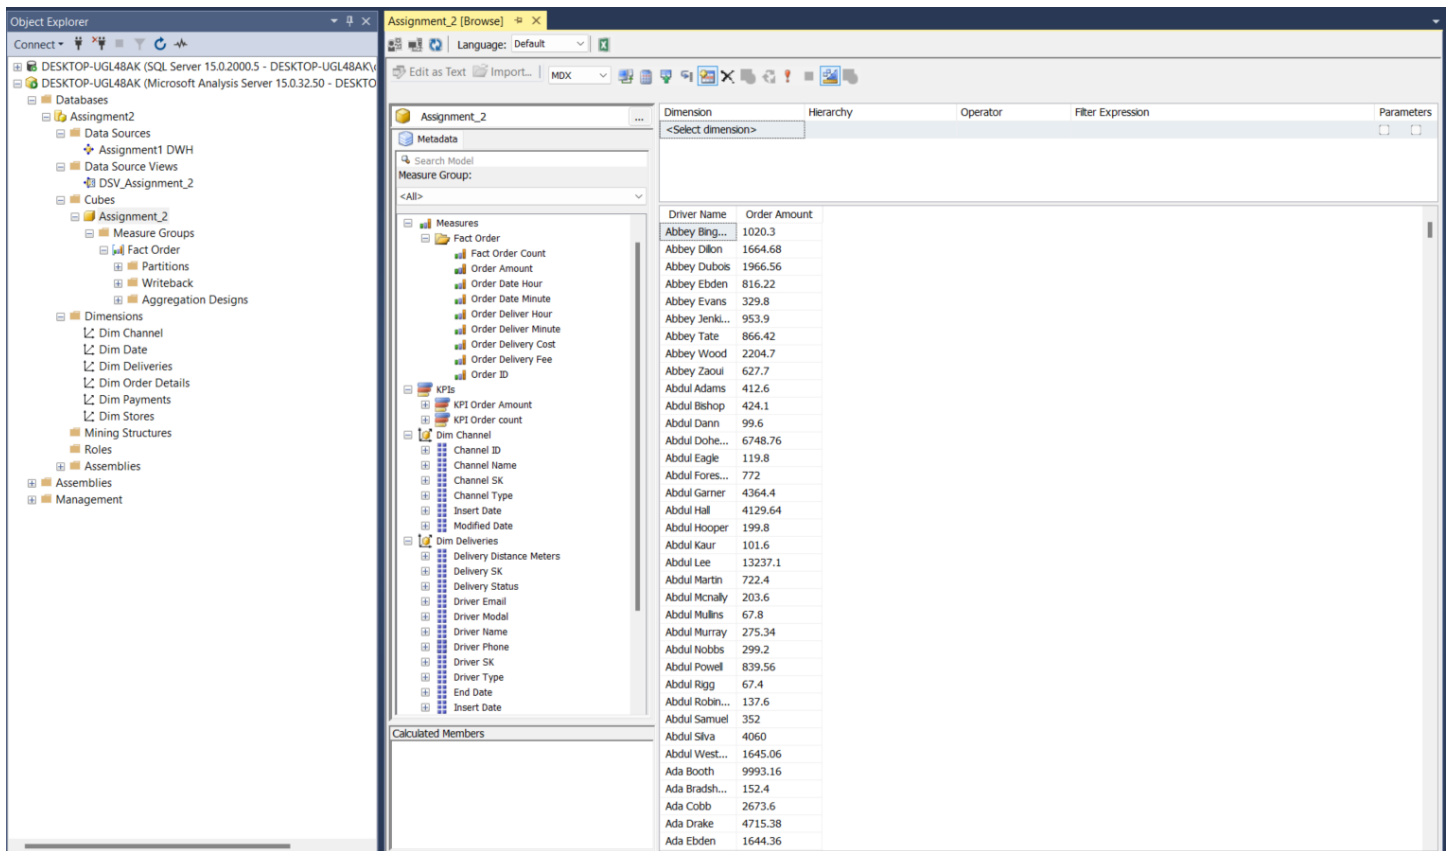 Object Explorer
Connect
DESKTOP-UGL48AK (SQL Server 15.0.2000.5 - DESKTOP-UGL48AK\
DESKTOP-UGL48AK (Microsoft Analysis Server 15.0.32.50 - DESKTO
Databases
Assingment2
Data Sources
Assignment1 DWH
Data Source Views
DSV_Assignment_2
Cubes
Assignment_2
Measure Groups
Fact Order
Partitions
Writeback
Aggregation Designs
Dimensions
Dim Channel
Dim Date
Dim Deliveries
Dim Order Details
Dim Payments
Dim Stores
Mining Structures
Roles
Assemblies
Assemblies
Management
Assignment_2 [Browse]
Language: Default
Edit as Text Import... MDX
Assignment_2 ...
Metadata
Search Model
Measure Group:
<All>
Measures
Fact Order
Fact Order Count
Order Amount
Order Date Hour
Order Date Minute
Order Deliver Hour
Order Deliver Minute
Order Delivery Cost
Order Delivery Fee
Order ID
KPIs
KPI Order Amount
KPI Order count
Dim Channel
Channel ID
Channel Name
Channel SK
Channel Type
Insert Date
Modified Date
Dim Deliveries
Delivery Distance Meters
Delivery SK
Delivery Status
Driver Email
Driver Modal
Driver Name
Driver Phone
Driver SK
Driver Type
End Date
Insert Date
Calculated Members
Dimension Hierarchy Operator Filter Expression Parameters
<Select dimension>
Driver Name Order Amount
Abbey Bing... 1020.3
Abbey Dillon 1664.68
Abbey Dubois 1966.56
Abbey Ebden 816.22
Abbey Evans 329.8
Abbey Jenki... 953.9
Abbey Tate 866.42
Abbey Wood 2204.7
Abbey Zaoui 627.7
Abdul Adams 412.6
Abdul Bishop 424.1
Abdul Dann 99.6
Abdul Dohe... 6748.76
Abdul Eagle 119.8
Abdul Fores... 772
Abdul Garner 4364.4
Abdul Hall 4129.64
Abdul Hooper 199.8
Abdul Kaur 101.6
Abdul Lee 13237.1
Abdul Martin 722.4
Abdul Mcnally 203.6
Abdul Mullins 67.8
Abdul Murray 275.34
Abdul Nobbs 299.2
Abdul Powell 839.56
Abdul Rigg 67.4
Abdul Robin... 137.6
Abdul Samuel 352
Abdul Silva 4060
Abdul West... 1645.06
Ada Booth 9993.16
Ada Bradsh... 152.4
Ada Cobb 2673.6
Ada Drake 4715.38
Ada Ebden 1644.36